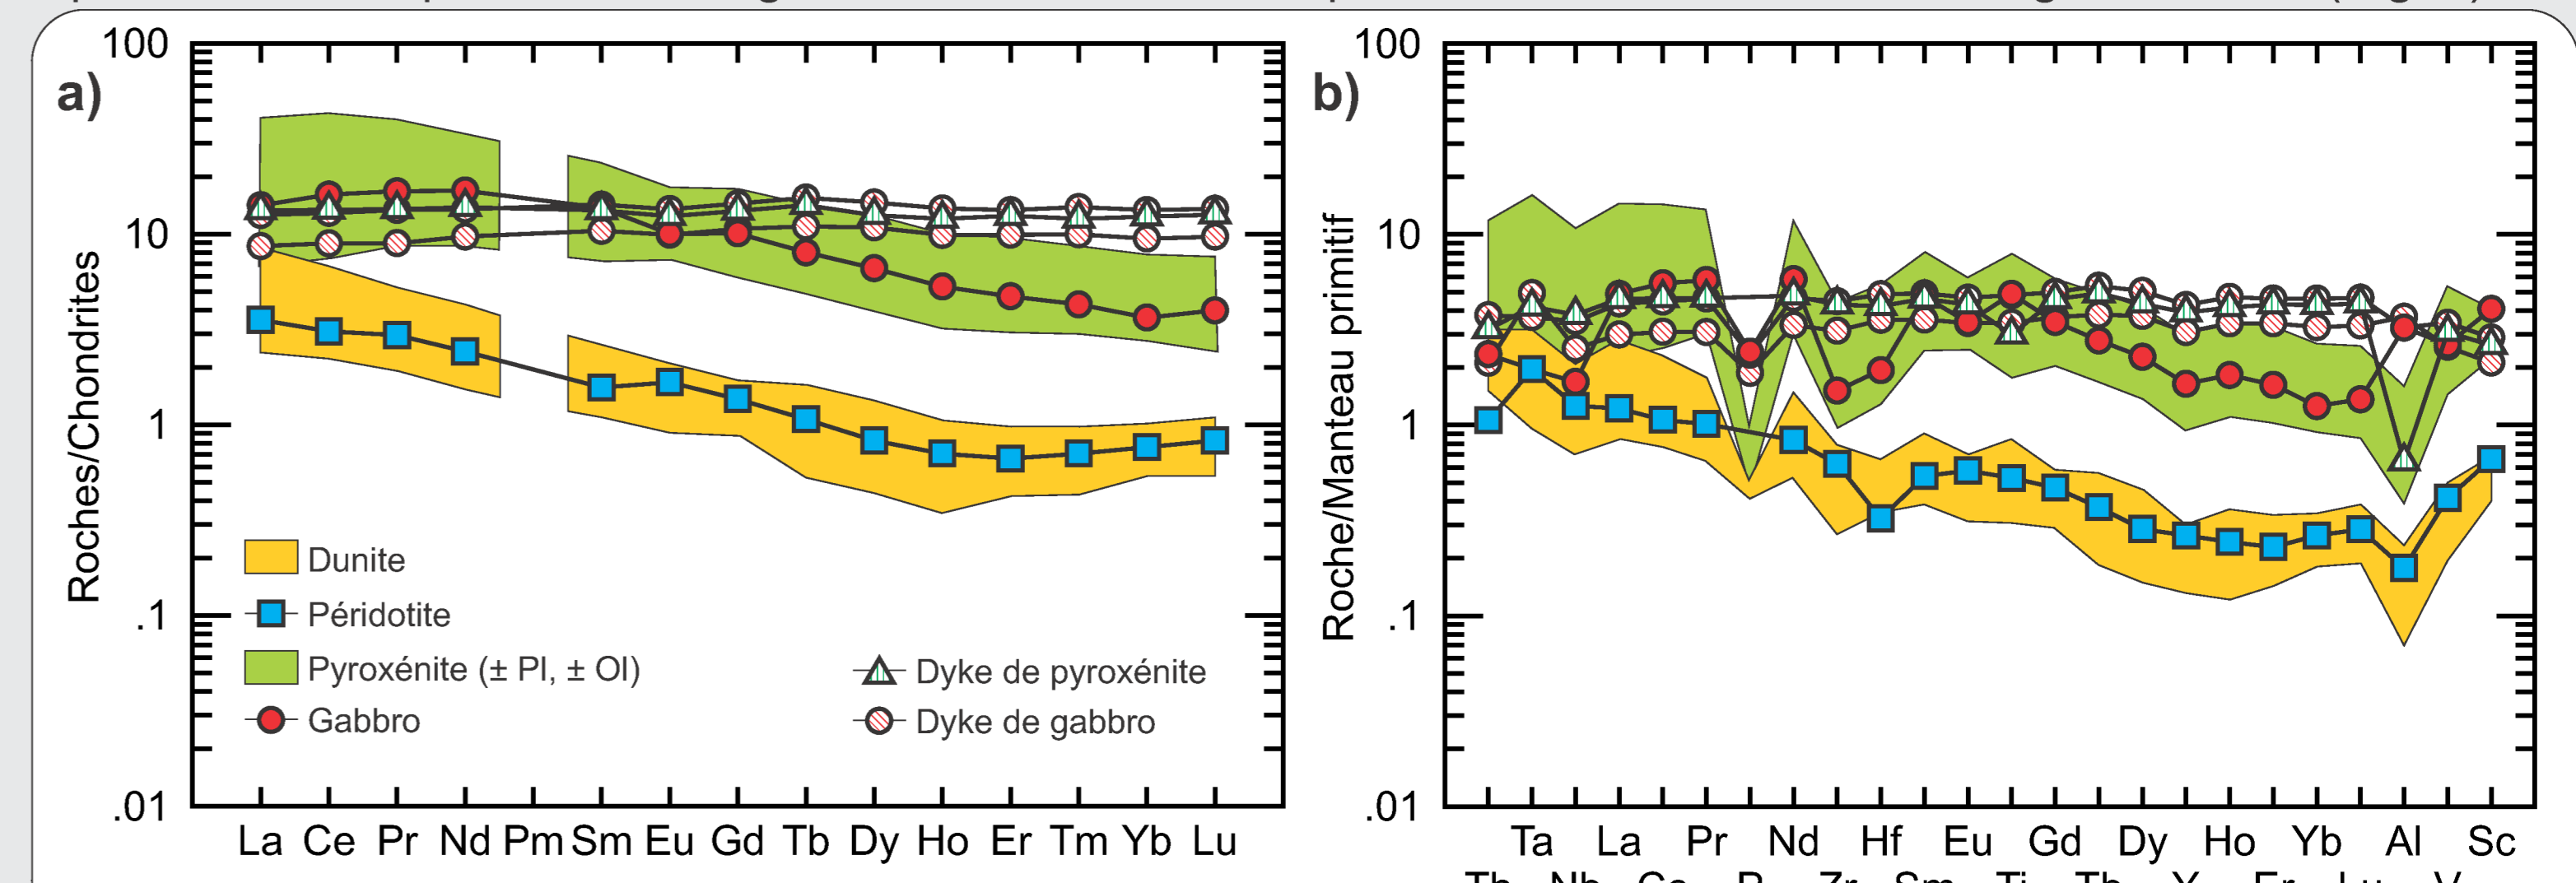 a)
100
10
1
.1
.01
Roches/Chondrites
Dunite
Péridotite
Pyroxénite (± Pl, ± Ol)
Gabbro
Dyke de pyroxénite
Dyke de gabbro
La Ce Pr Nd Pm Sm Eu Gd Tb Dy Ho Er Tm Yb Lu
b)
100
10
1
.1
.01
Roche/Manteau primitif
Ta La Pr Nd Hf Eu Gd Dy Ho Yb Al Sc